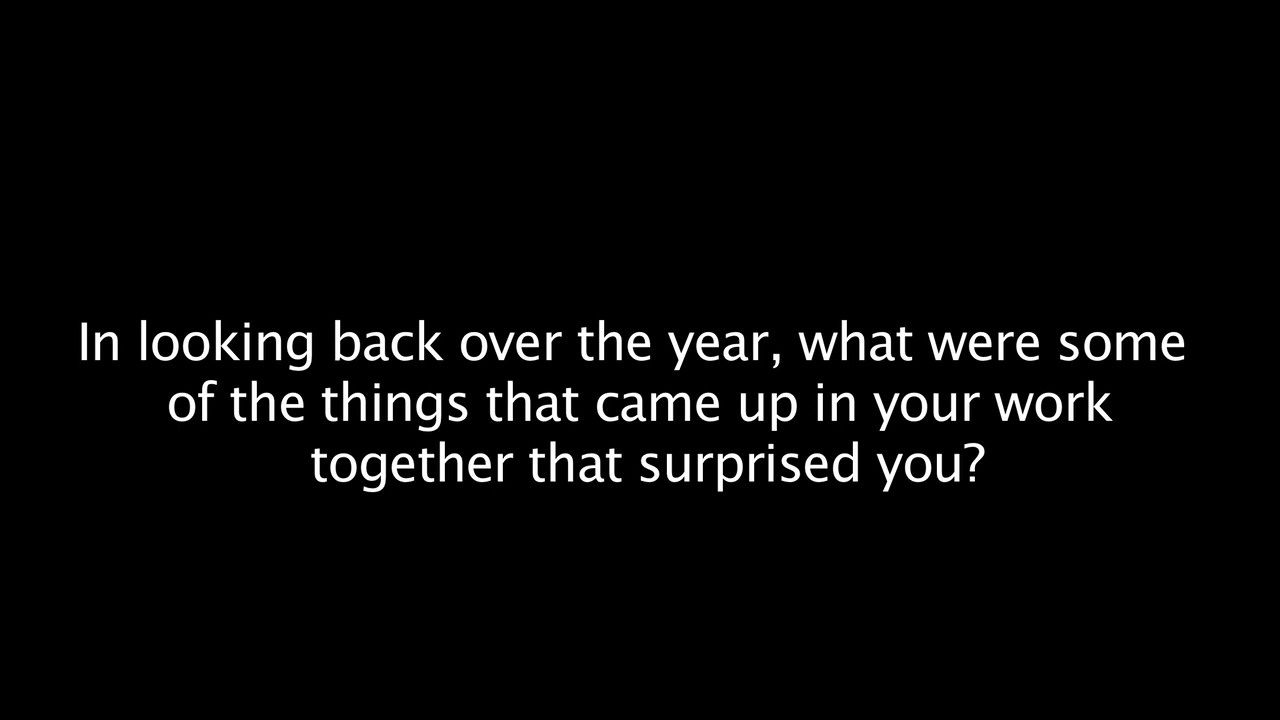 In looking back over the year, what were some
of the things that came up in your work
together that surprised you?